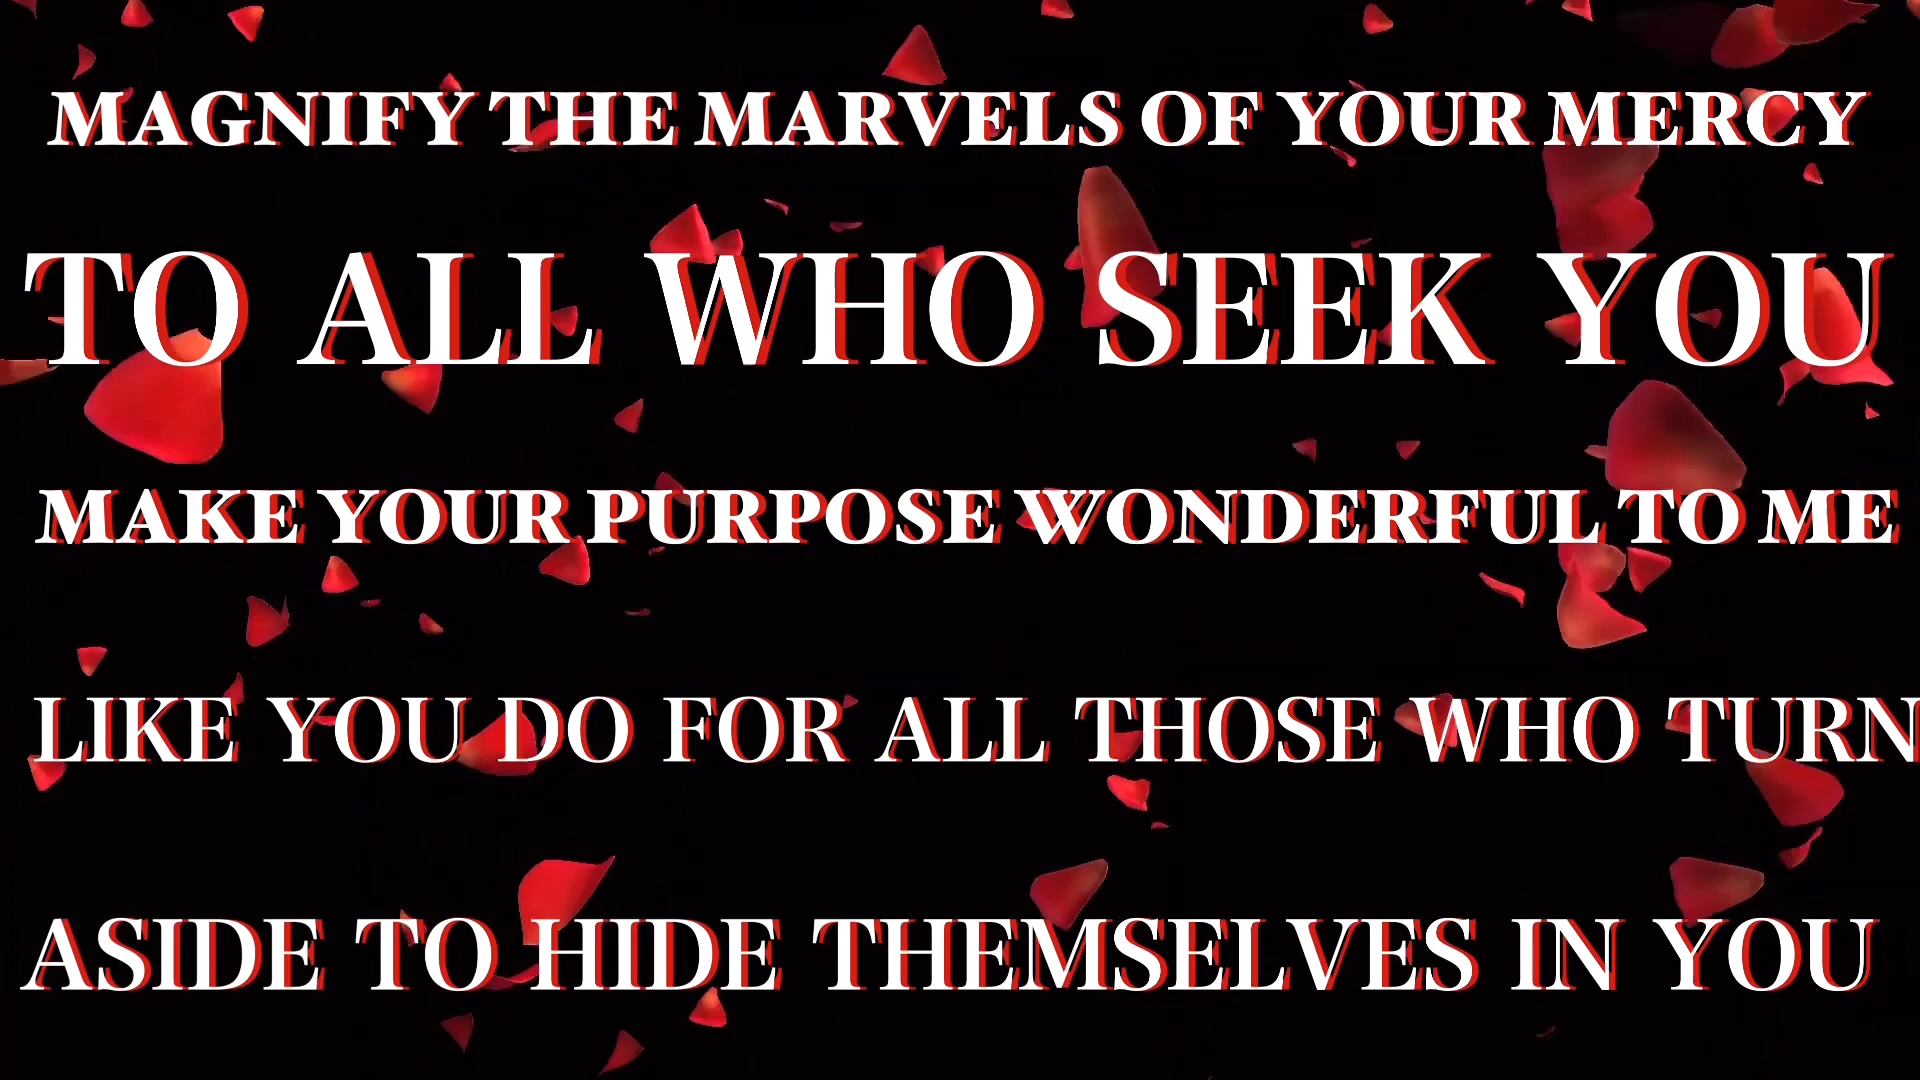 MAGNIFY THE MARVELS OF YOUR MERCY
TO ALL WHO SEEK YOU
MAKE YOUR PURPOSE WONDERFUL TO ME
LIKE YOU DO FOR ALL THOSE WHO TURN
ASIDE TO HIDE THEMSELVES IN YOU